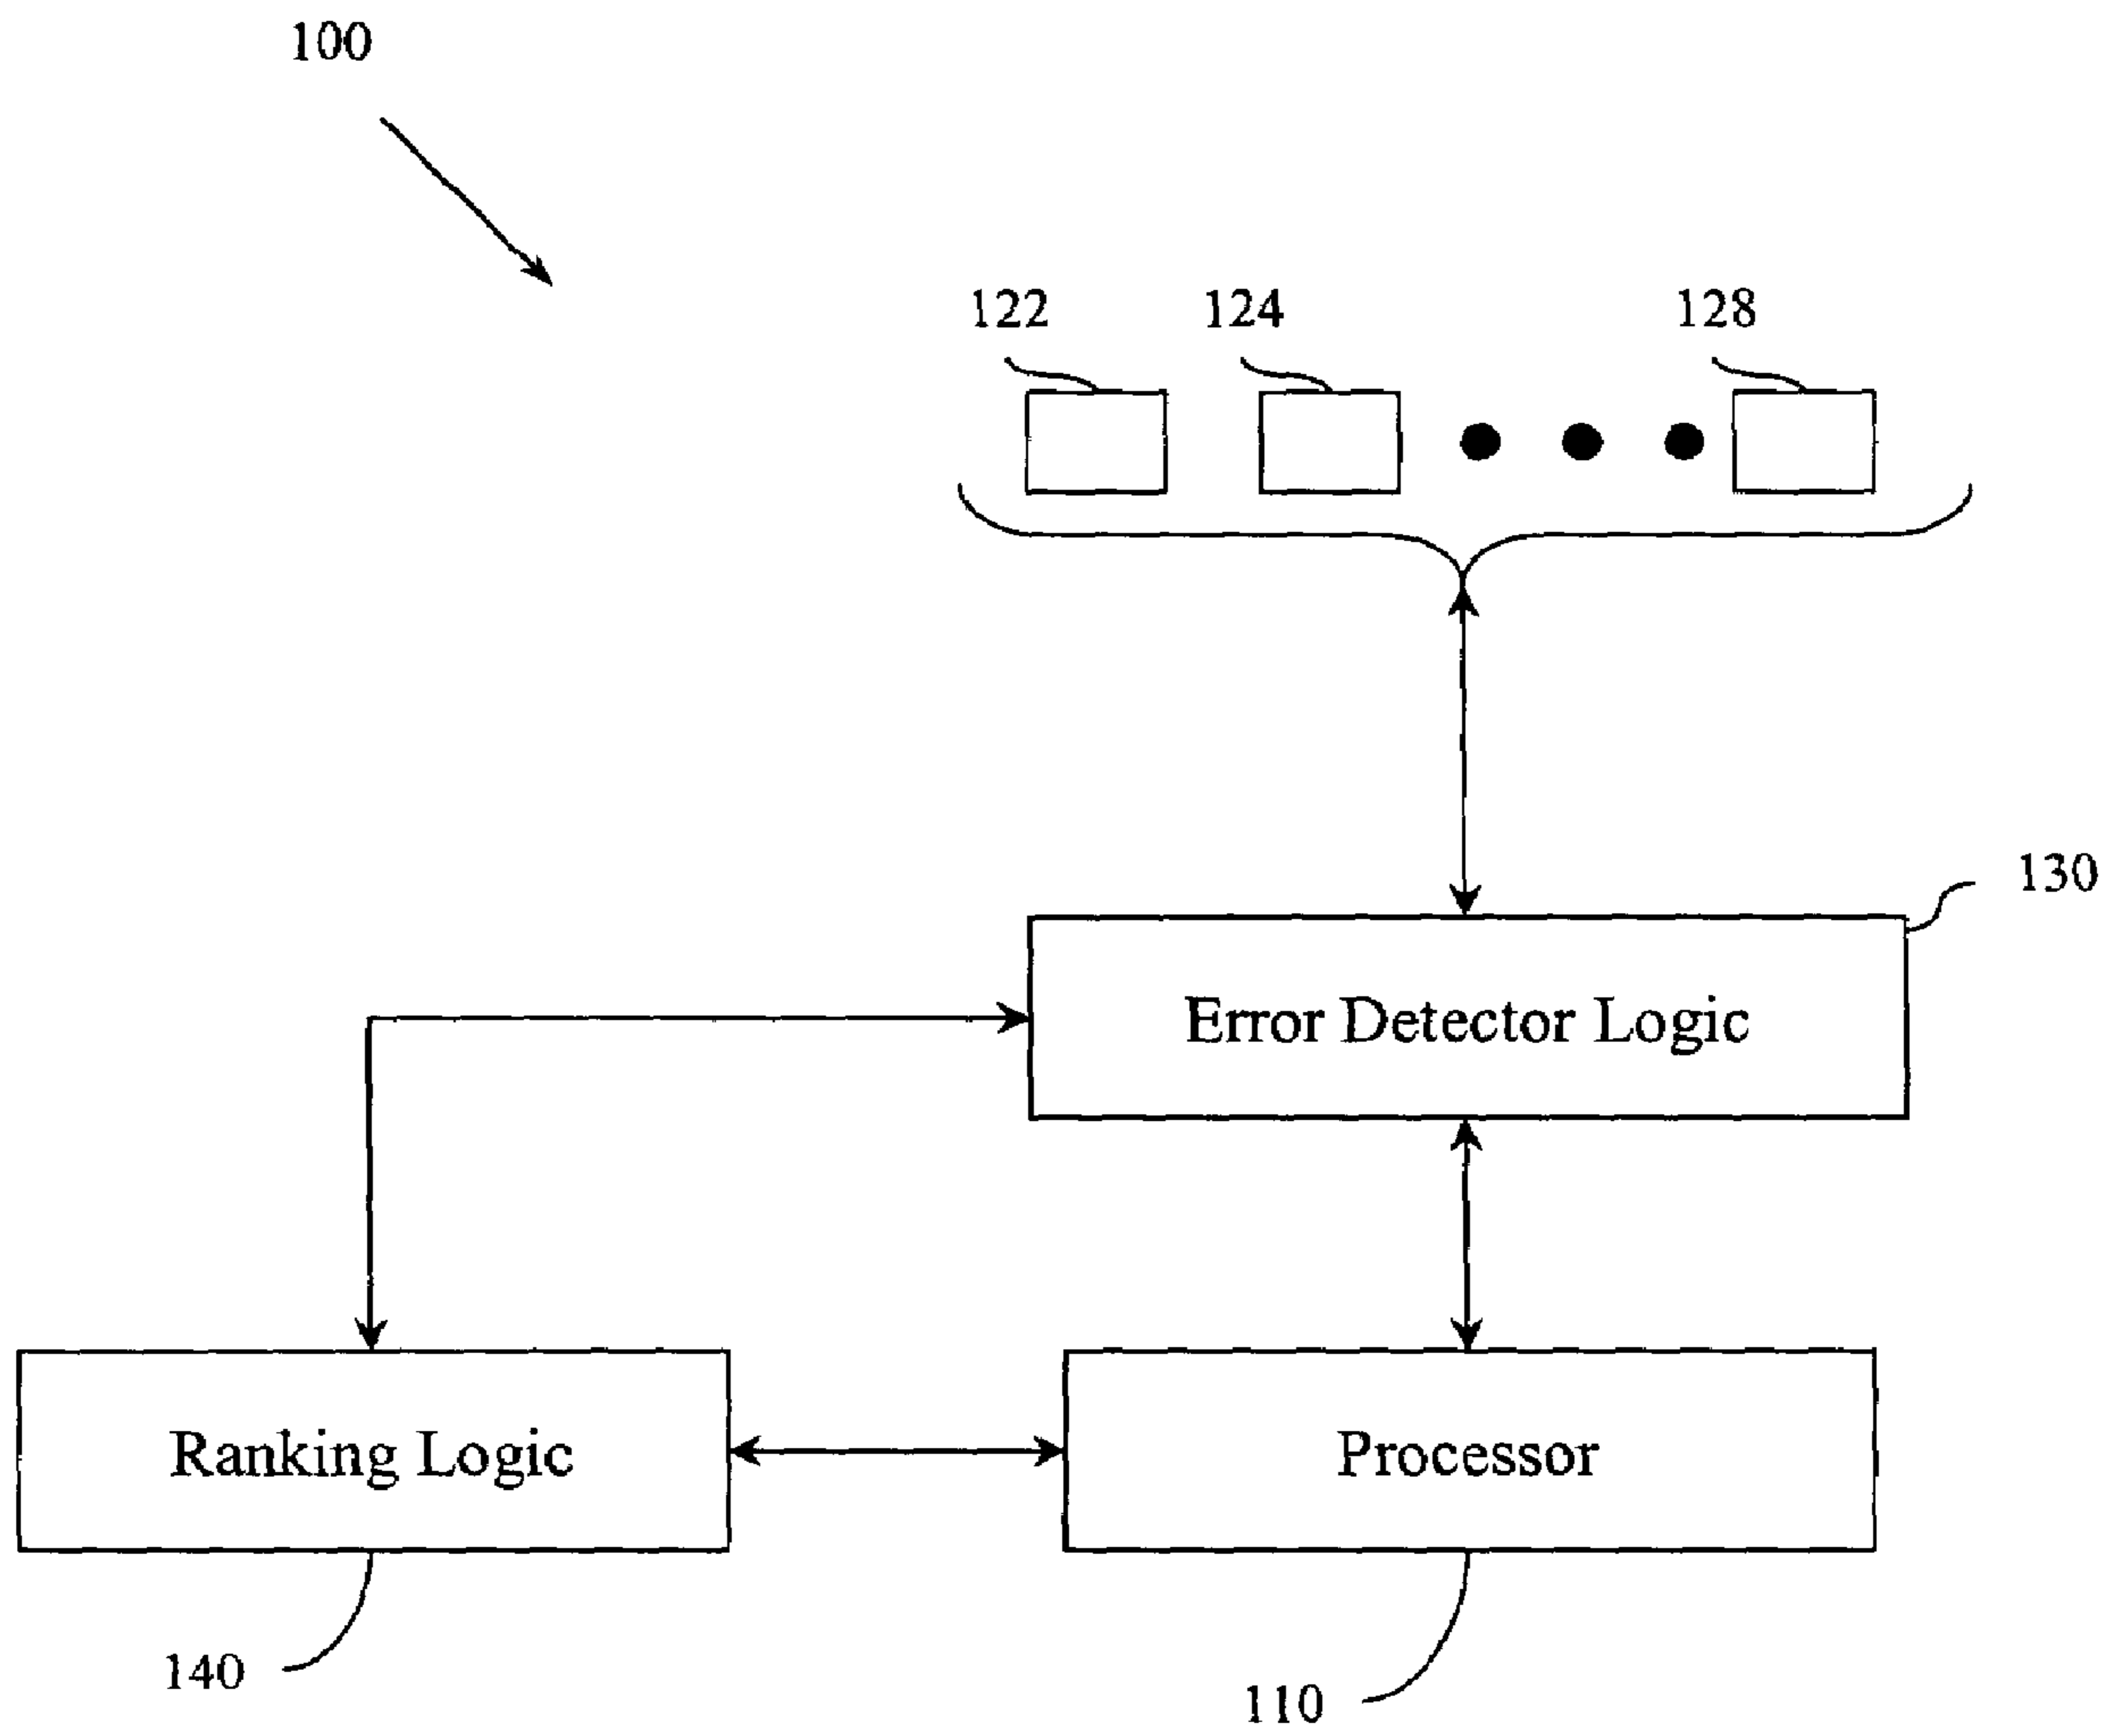 100
122 124 128
130
Error Detector Logic
Ranking Logic
Processor
140
110